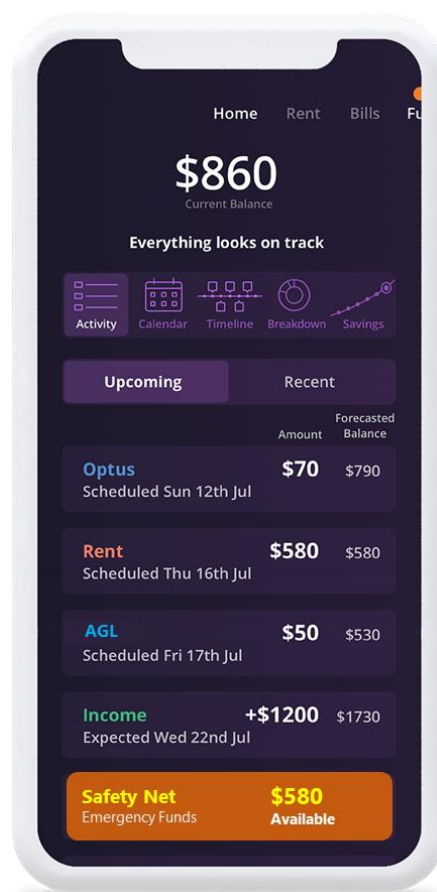 Home Rent Bills Fu
$860
Current Balance
Everything looks on track
Activity Calendar Timeline Breakdown Savings
Upcoming Recent
Amount Forecasted Balance
Optus $70 $790
Scheduled Sun 12th Jul
Rent $580 $580
Scheduled Thu 16th Jul
AGL $50 $530
Scheduled Fri 17th Jul
Income +$1200 $1730
Expected Wed 22nd Jul
Safety Net $580
Emergency Funds Available